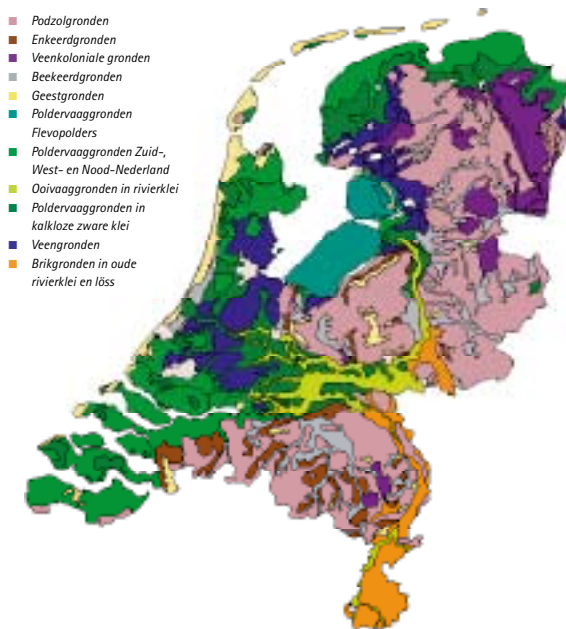 Podzolgronden
Enkeerdgronden
Veenkoloniale gronden
Beekeerdgronden
Geestgronden
Poldervaaggronden
Flevopolders
Poldervaaggronden Zuid-,
West- en Nood-Nederland
Ooivaaggronden in rivierklei
Poldervaaggronden in
kalkloze zware klei
Veengronden
Brikgronden in oude
rivierklei en löss